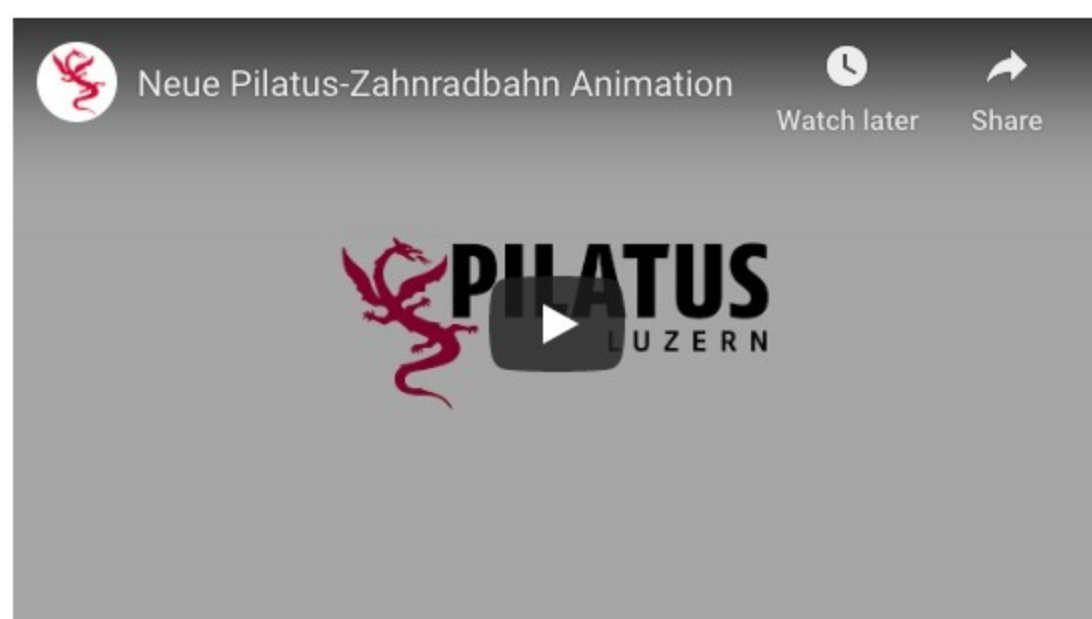 Neue Pilatus-Zahnradbahn Animation
Watch later
Share
PILATUS
LUZERN